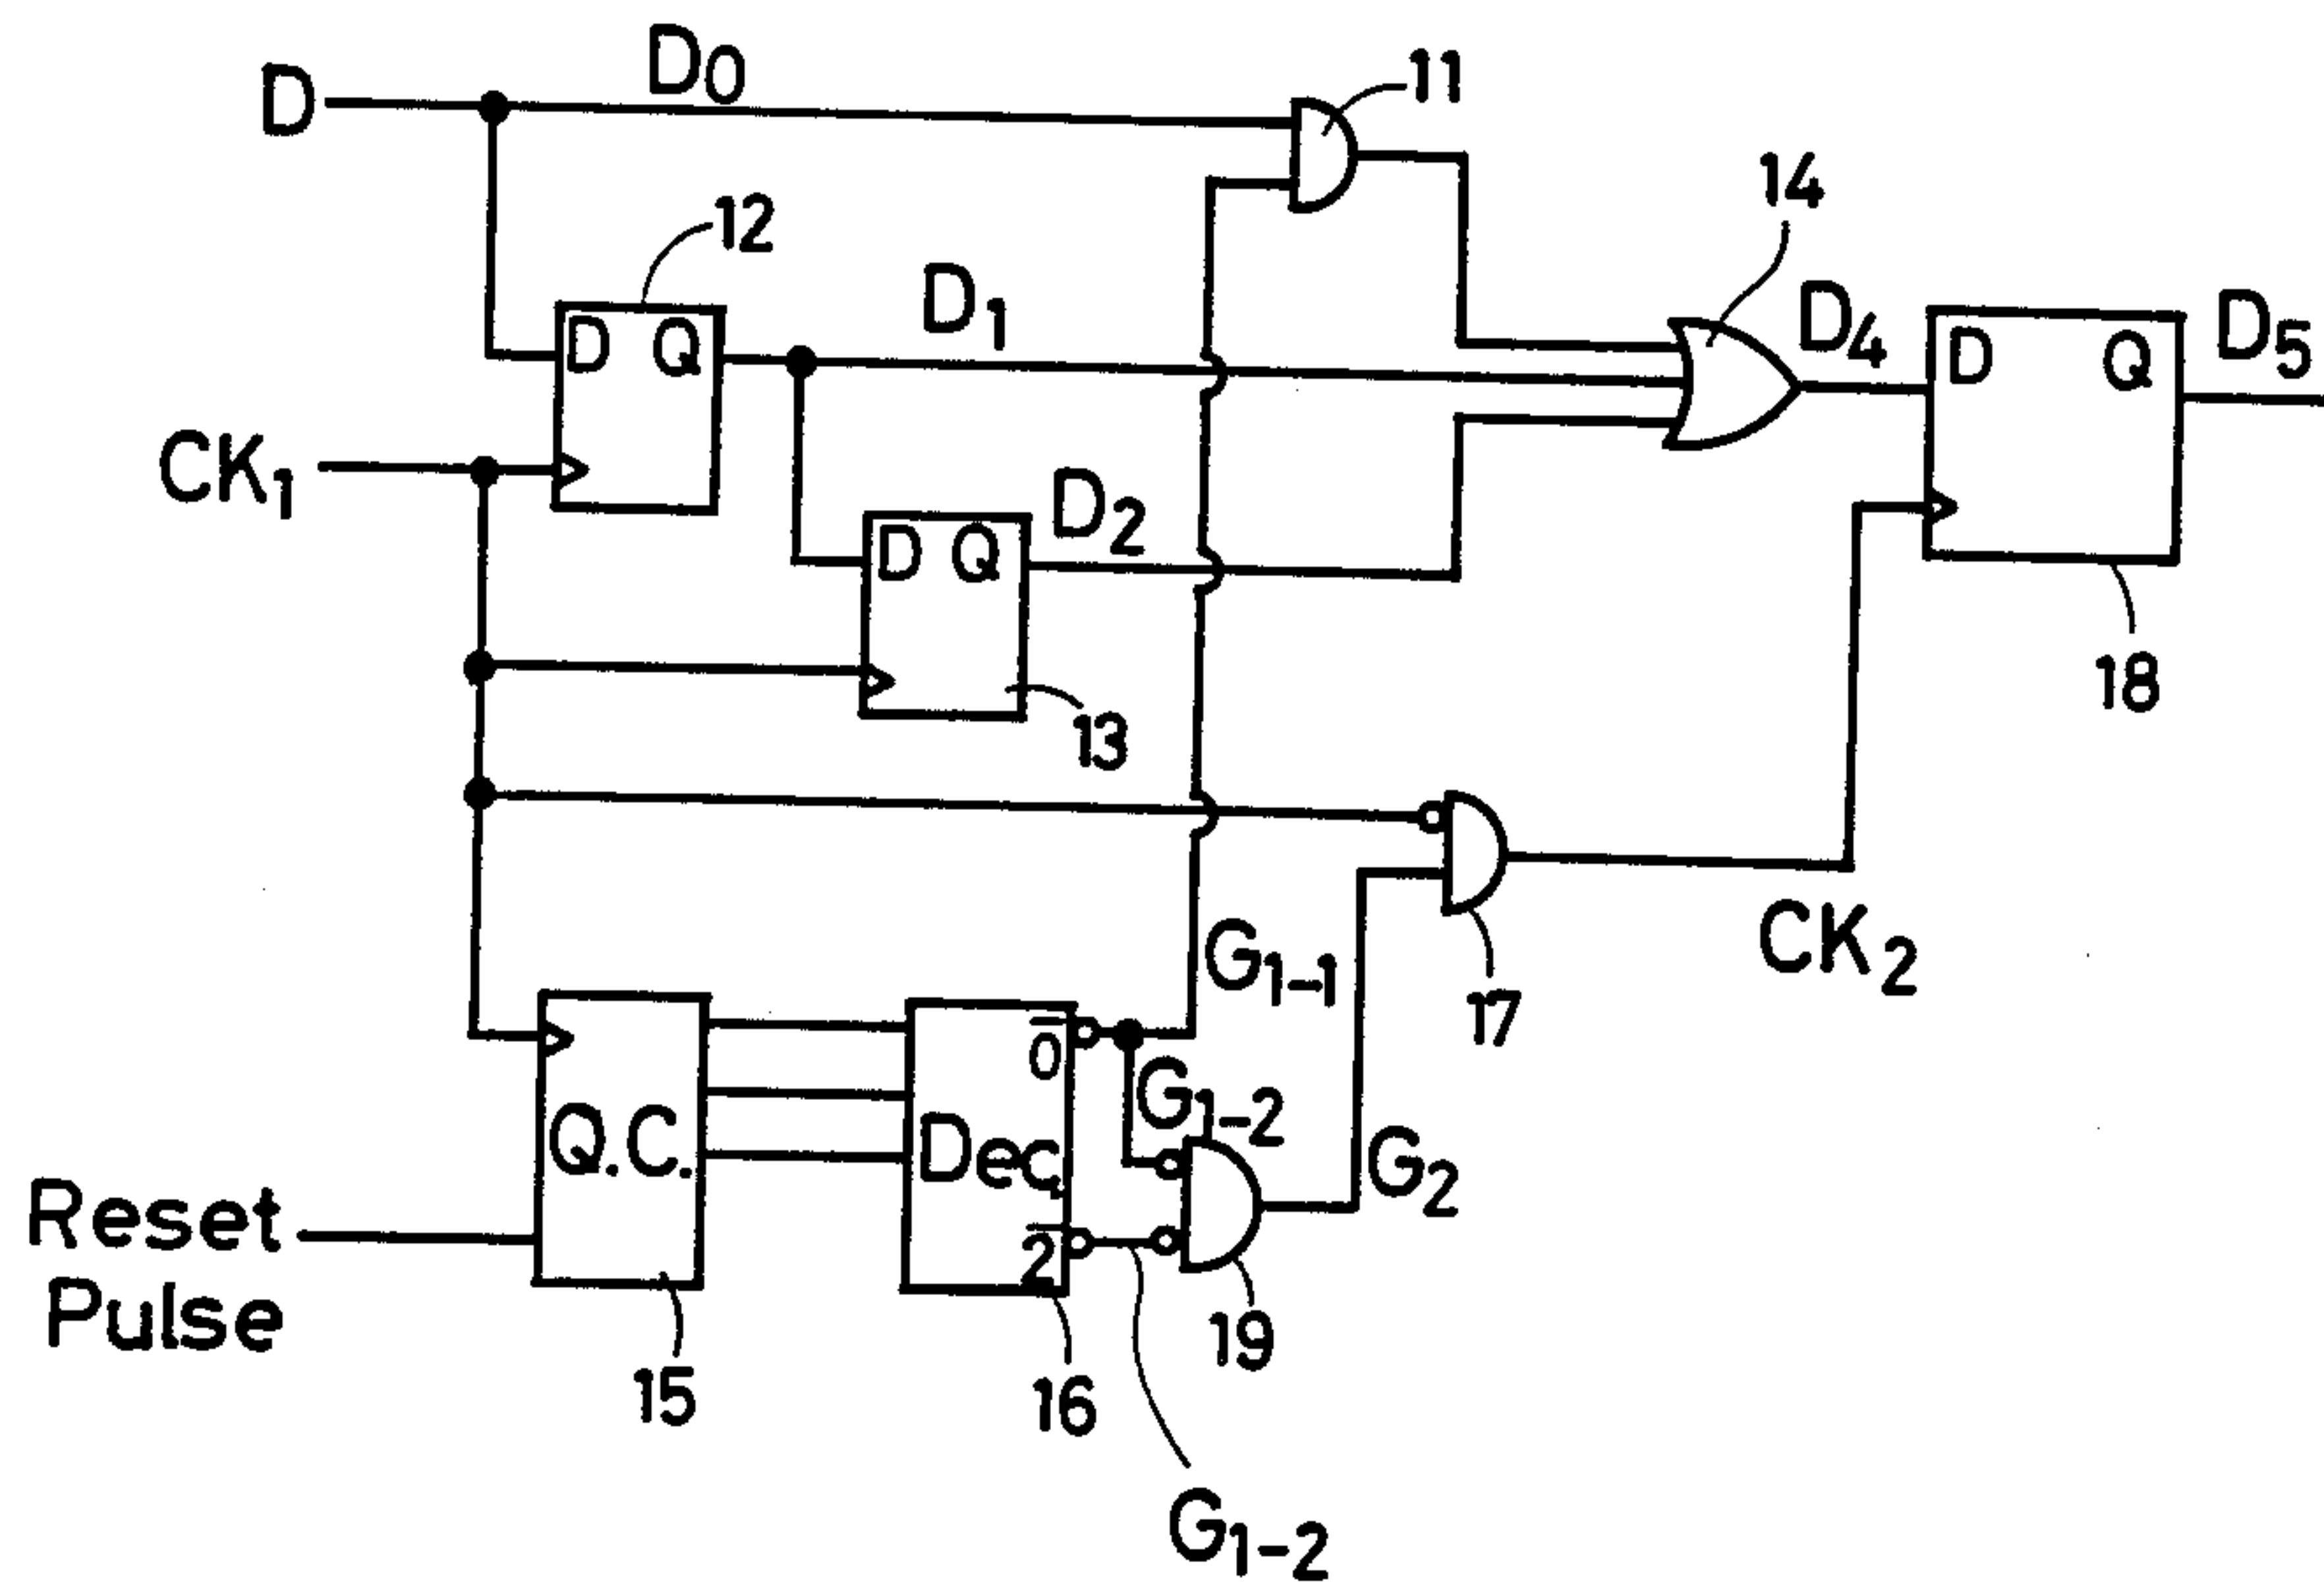 D
D0
11
12
14
D Q
D1
D4
D Q
D5
CK1
D Q
D2
13
18
CK2
G1-1
17
0
G1-2
Q.C.
Dec.
G2
Reset
Pulse
2
19
15
16
G1-2